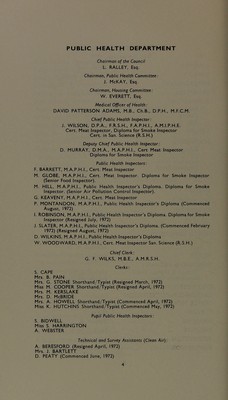 PUBLIC HEALTH DEPARTMENT
Chairman of the Council
L. RALLEY, Esq.
Chairman, Public Health Committee:
J. McKAY, Esq.
Chairman, Housing Committee:
W. EVERETT, Esq.
Medical Officer of Health:
DAVID PATTERSON ADAMS, M.B., Ch.B., D.P.H., M.F.C.M.
Chief Public Health Inspector:
J. WILSON, D.P.A., F.R.S.H., F.A.P.H.I., A.M.I.P.H.E.
Cert. Meat Inspector, Diploma for Smoke Inspector
Cert. in San. Science (R.S.H.)
Deputy Chief Public Health Inspector:
D. MURRAY, D.M.A., M.A.P.H.I., Cert. Meat Inspector
Diploma for Smoke Inspector
Public Health Inspectors:
F. BARRETT, M.A.P.H.I., Cert. Meat Inspector
M. GLOBE, M.A.P.H.I., Cert. Meat Inspector. Diploma for Smoke Inspector
(Senior Food Inspector).
M. HILL, M.A.P.H.I., Public Health Inspector's Diploma. Diploma for Smoke
Inspector (Senior Air Pollution Control Inspector).
G. KEAVENY, M.A.P.H.I., Cert. Meat Inspector
P. MONTANDON, M.A.P.H.I., Public Health Inspector's Diploma (Commenced
August, 1972)
I. ROBINSON, M.A.P.H.I., Public Health Inspector's Diploma. Diploma for Smoke
Inspector (Resigned July, 1972)
J. SLATER, M.A.P.H.I., Public Health Inspector's Diploma. (Commenced February
1972) (Resigned August, 1972)
D. WILKINS, M.A.P.H.I., Public Health Inspector's Diploma
W. WOODWARD, M.A.P.H.I., Cert. Meat Inspector San. Science (R.S.H.)
Chief Clerk:
G. F. WILKS, M.B.E., A.M.R.S.H.
Clerks:
S. CAPE
Mrs. B. PAIN
Mrs. G. STONE Shorthand/Typist (Resigned March, 1972)
Mrs. M. COOPER Shorthand/Typist (Resigned April, 1972)
Mrs. M. KERSLAKE
Mrs. D. McBRIDE
Mrs. A. HOWELL Shorthand/Typist (Commenced April, 1972)
Miss K. HUTCHINS Shorthand/Typist (Commenced May, 1972)
Pupil Public Health Inspectors:
S. BIDWELL
Miss S. HARRINGTON
A. WEBSTER
Technical and Survey Assistants (Clean Air):
A. BERESFORD (Resigned April, 1972)
Mrs. J. BARTLETT
D. PEATY (Commenced June, 1972)
4